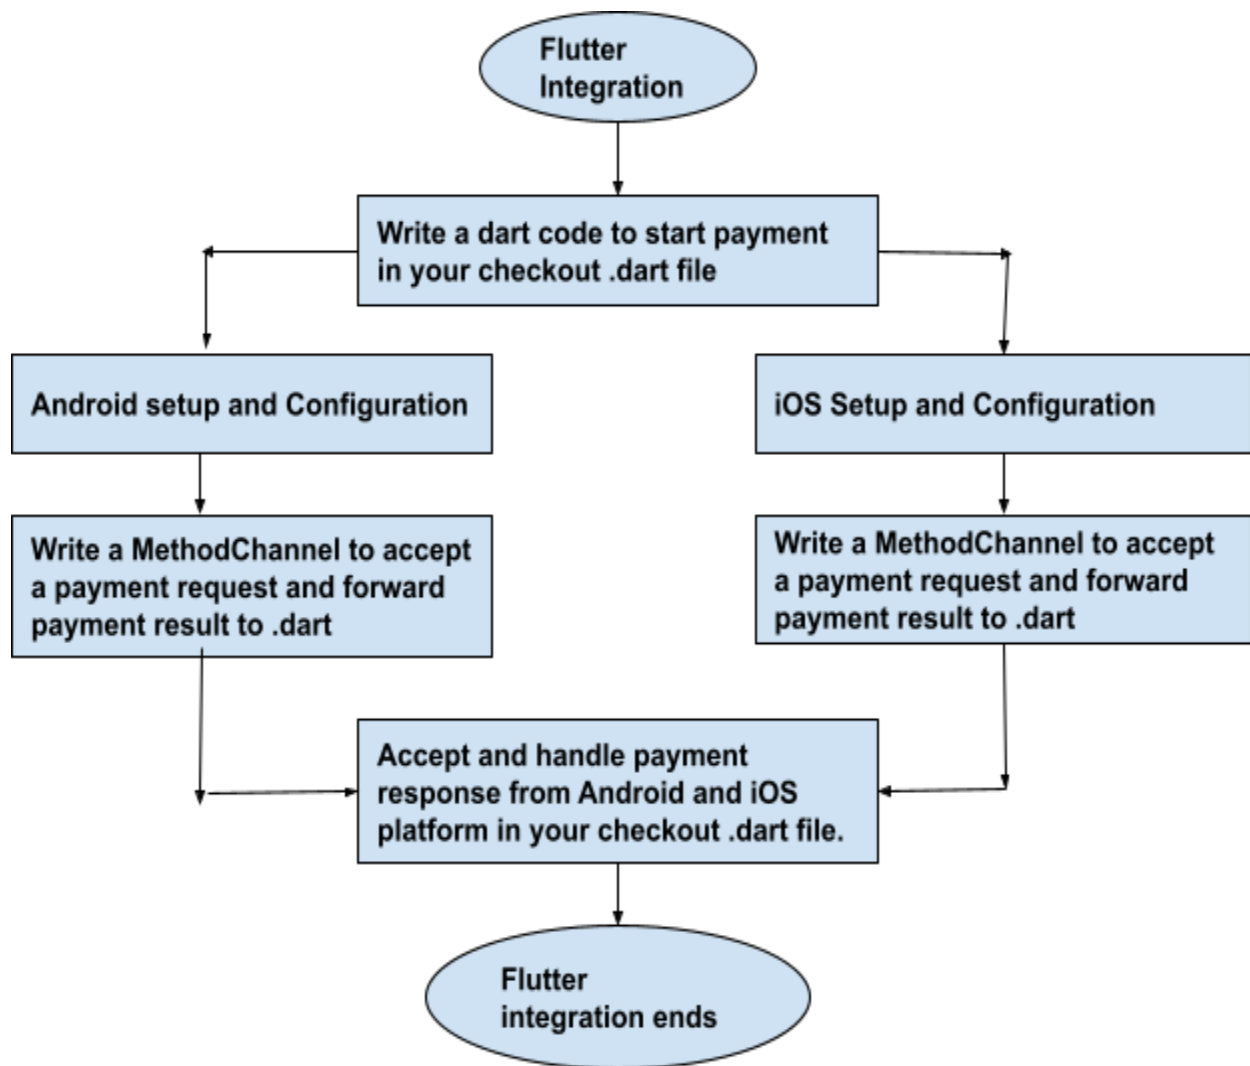 Flutter
Integration
Write a dart code to start payment
in your checkout .dart file
Android setup and Configuration
iOS Setup and Configuration
Write a MethodChannel to accept
a payment request and forward
payment result to .dart
Write a MethodChannel to accept
a payment request and forward
payment result to .dart
Accept and handle payment
response from Android and iOS
platform in your checkout .dart file.
Flutter
integration ends